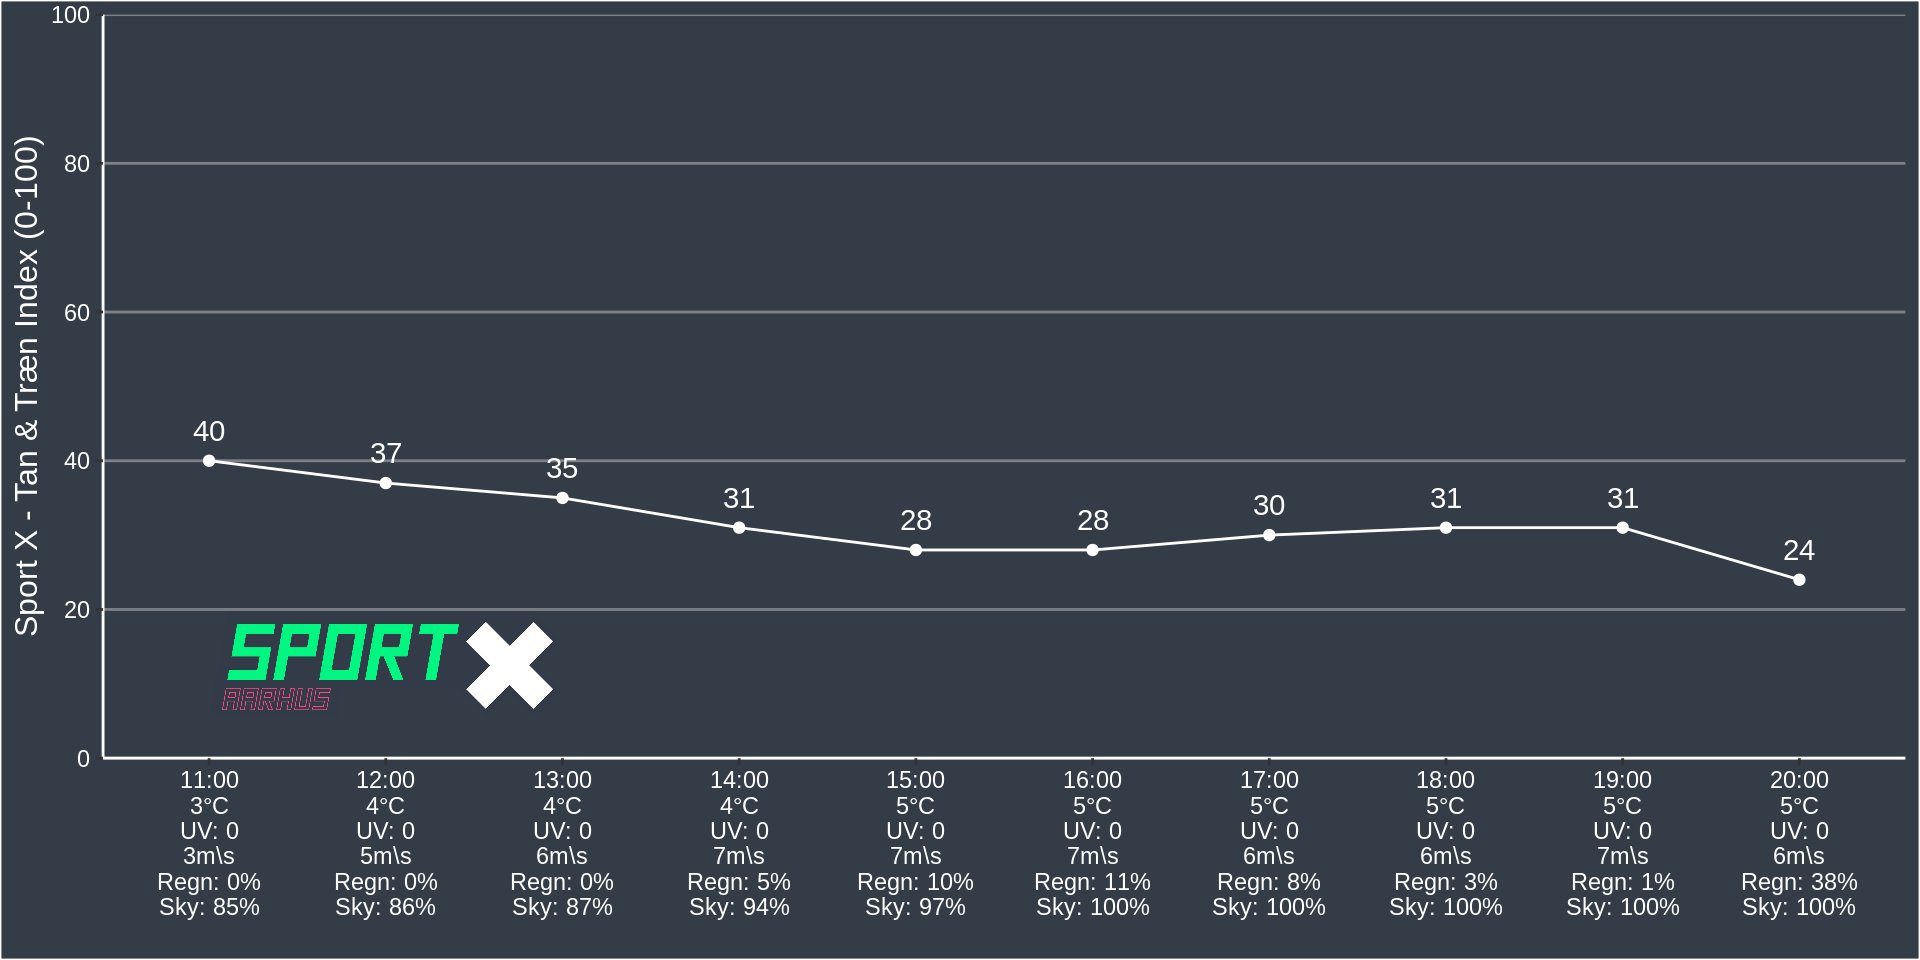 Sport X - Tan & Træn Index (0-100)
100
80
60
40
20
0
40
37
35
31
28
28
30
31
31
24
SPORT X
AARHUS
11:00 12:00 13:00 14:00 15:00 16:00 17:00 18:00 19:00 20:00
3°C 4°C 4°C 4°C 5°C 5°C 5°C 5°C 5°C 5°C
UV: 0 UV: 0 UV: 0 UV: 0 UV: 0 UV: 0 UV: 0 UV: 0 UV: 0 UV: 0
3m\s 5m\s 6m\s 7m\s 7m\s 7m\s 6m\s 6m\s 7m\s 6m\s
Regn: 0% Regn: 0% Regn: 0% Regn: 5% Regn: 10% Regn: 11% Regn: 8% Regn: 3% Regn: 1% Regn: 38%
Sky: 85% Sky: 86% Sky: 87% Sky: 94% Sky: 97% Sky: 100% Sky: 100% Sky: 100% Sky: 100% Sky: 100%